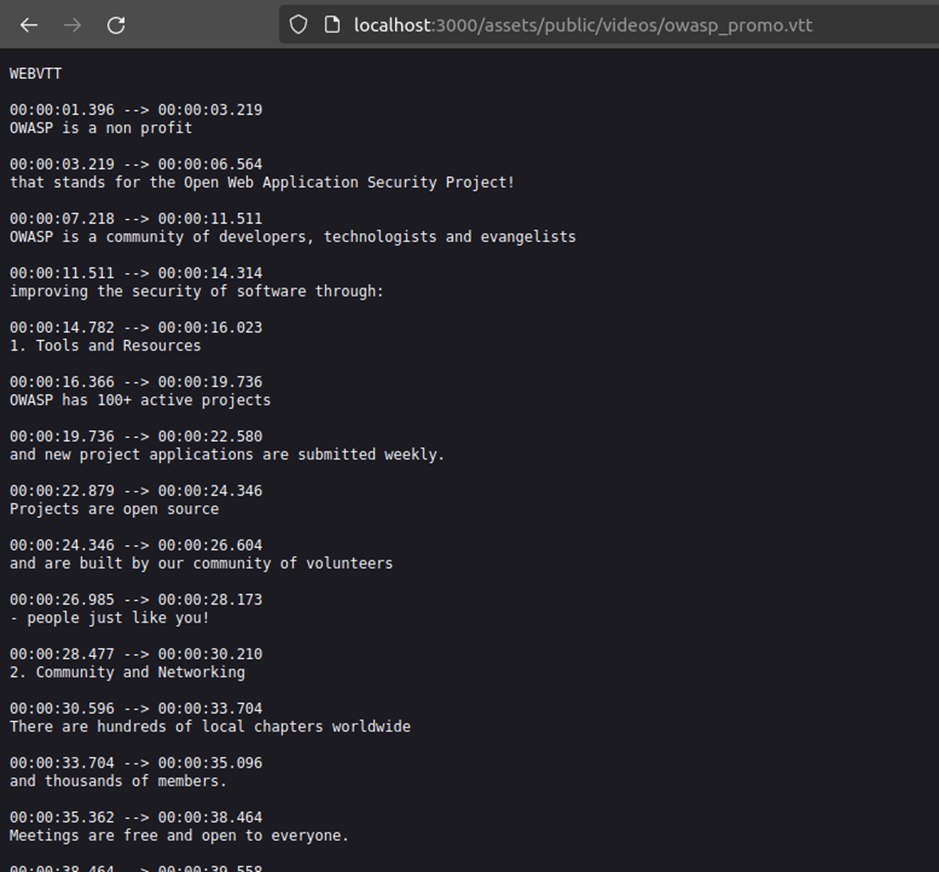 localhost:3000/assets/public/videos/owasp_promo.vtt
WEBVTT
00:00:01.396 --> 00:00:03.219
OWASP is a non profit
00:00:03.219 --> 00:00:06.564
that stands for the Open Web Application Security Project!
00:00:07.218 --> 00:00:11.511
OWASP is a community of developers, technologists and evangelists
00:00:11.511 --> 00:00:14.314
improving the security of software through:
00:00:14.782 --> 00:00:16.023
1. Tools and Resources
00:00:16.366 --> 00:00:19.736
OWASP has 100+ active projects
00:00:19.736 --> 00:00:22.580
and new project applications are submitted weekly.
00:00:22.879 --> 00:00:24.346
Projects are open source
00:00:24.346 --> 00:00:26.604
and are built by our community of volunteers
00:00:26.985 --> 00:00:28.173
- people just like you!
00:00:28.477 --> 00:00:30.210
2. Community and Networking
00:00:30.596 --> 00:00:33.704
There are hundreds of local chapters worldwide
00:00:33.704 --> 00:00:35.096
and thousands of members.
00:00:35.362 --> 00:00:38.464
Meetings are free and open to everyone.
00:00:38.464 --> 00:00:39.558